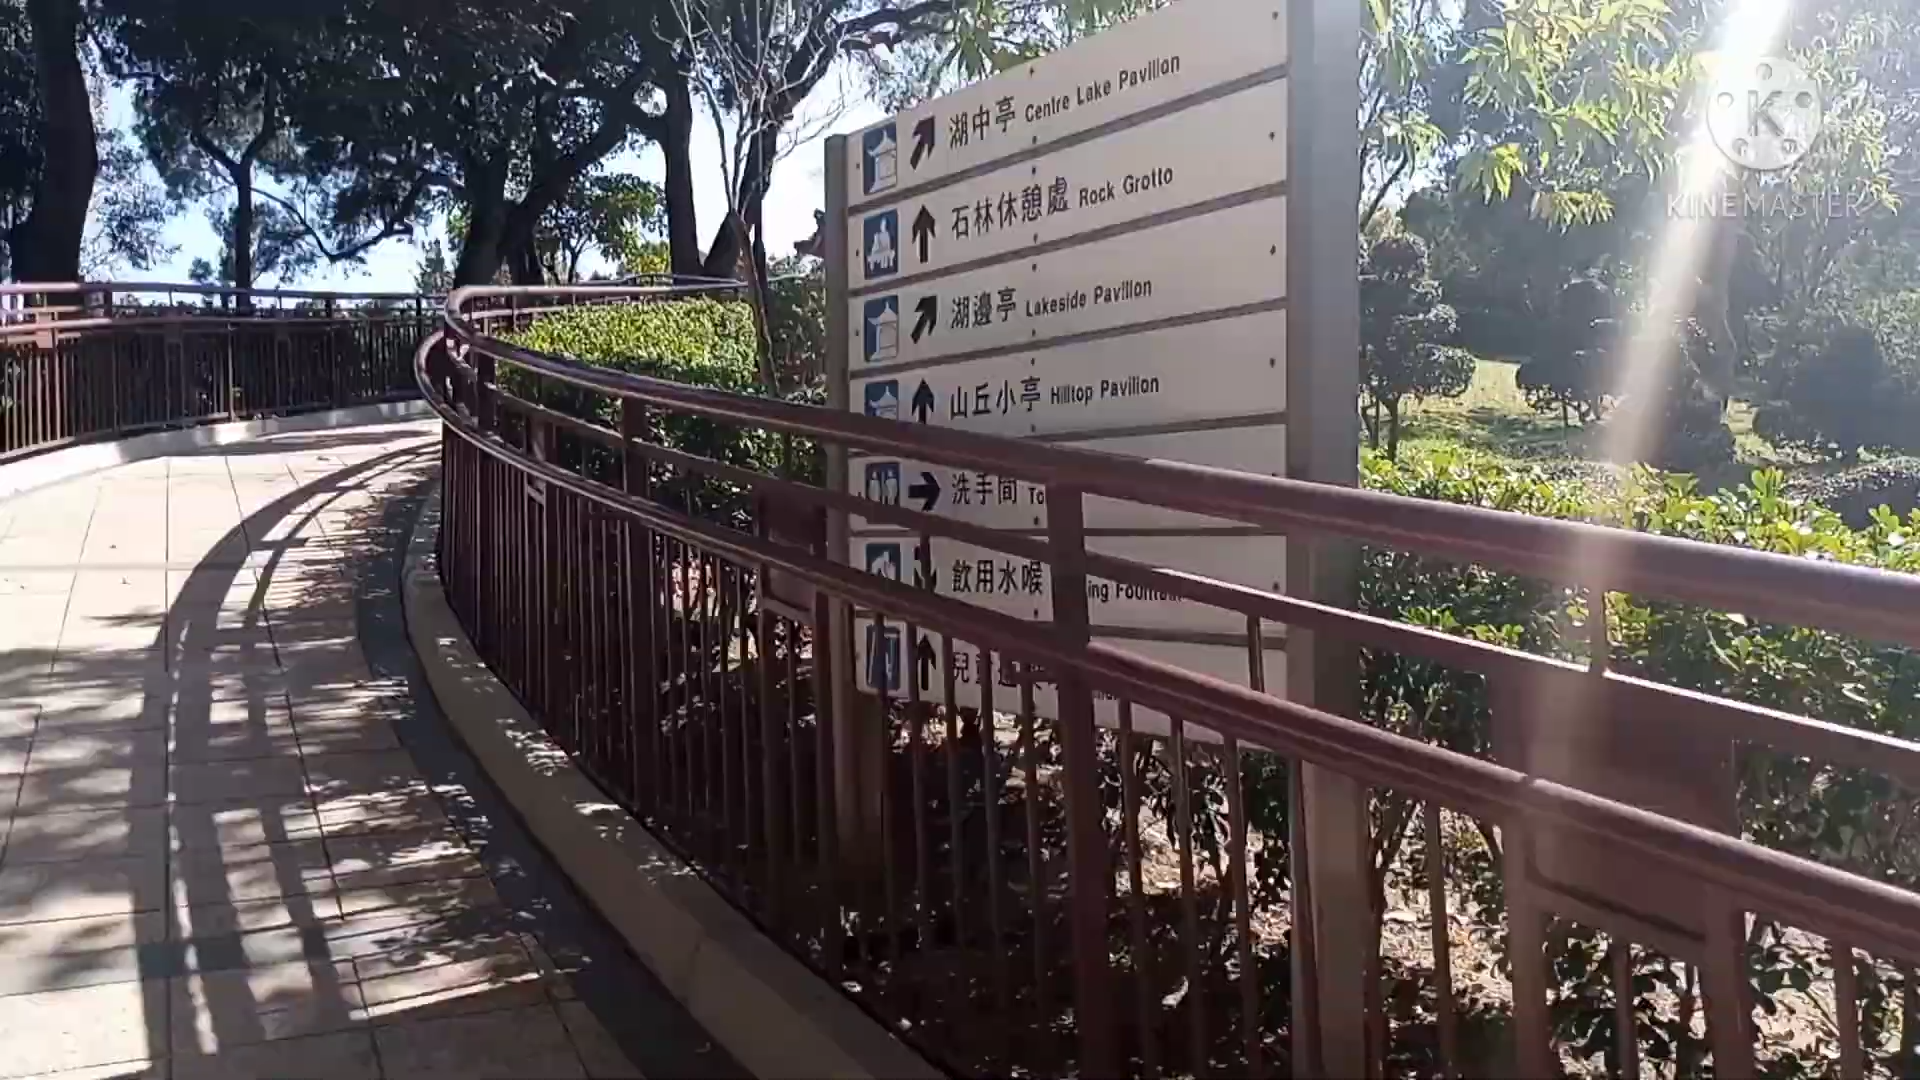 湖中亭 Centre Lake Pavilion
石林休憩處 Rock Grotto
湖邊亭 Lakeside Pavilion
山丘小亭 Hilltop Pavilion
洗手間
飲用水喉
K
KINEMASTER